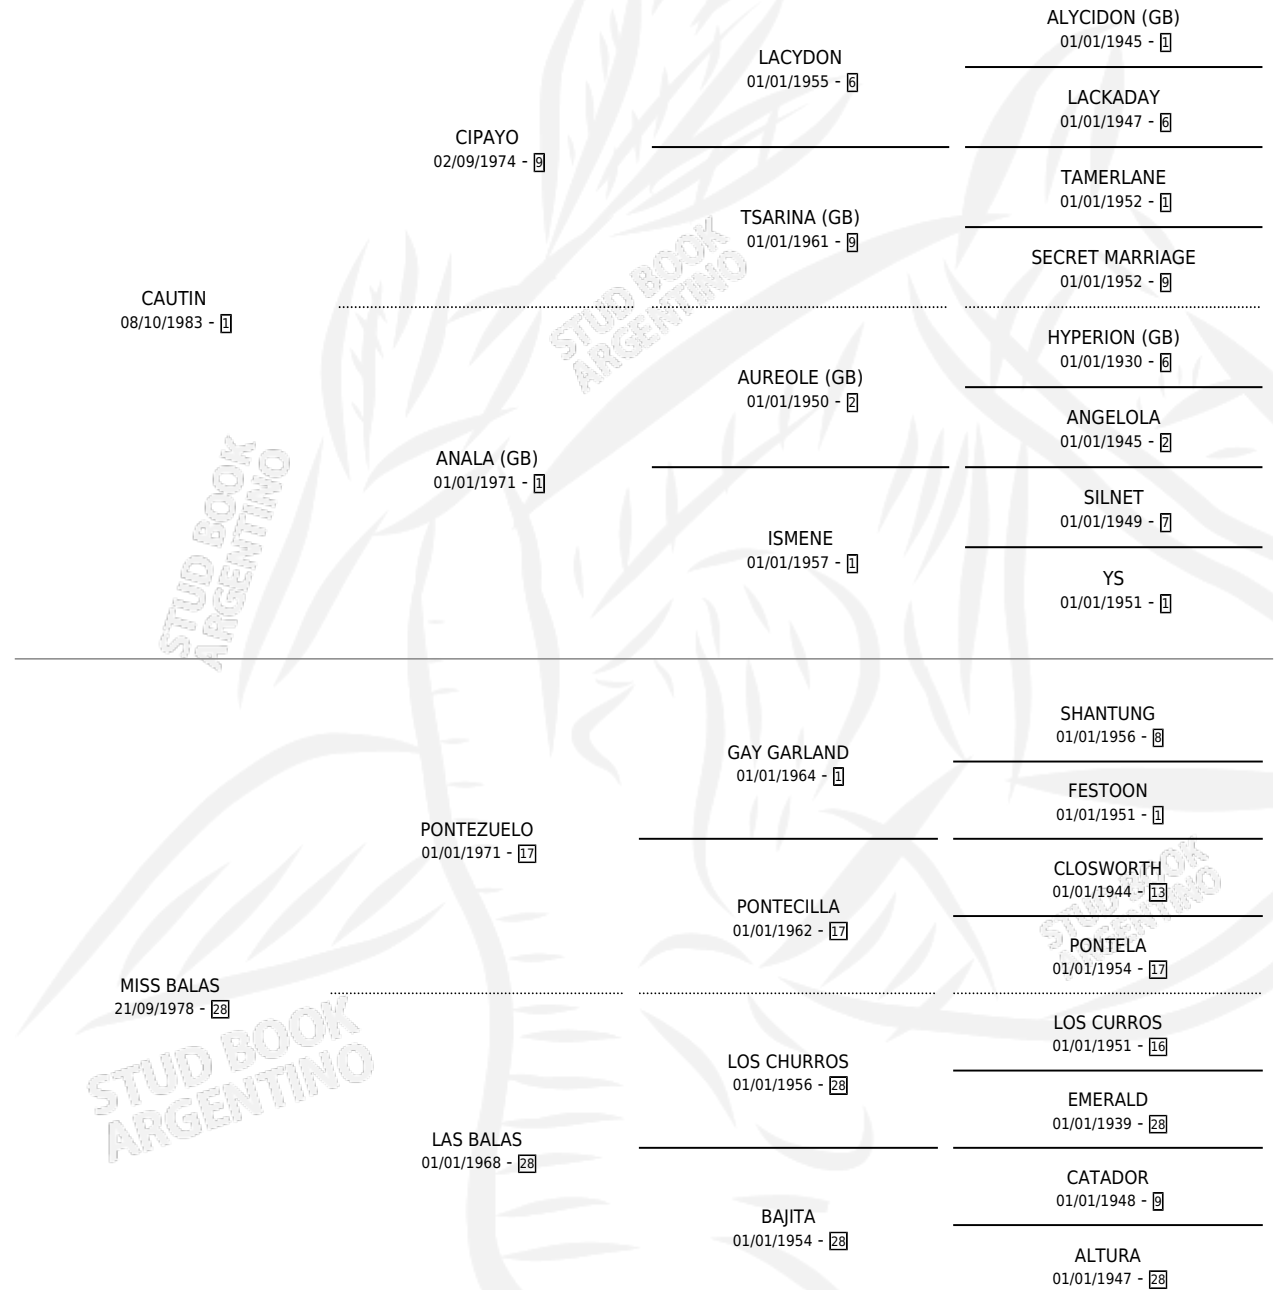 ALYCIDON (GB)
01/01/1945 - 1
LACYDON
01/01/1955 - 6
LACKADAY
01/01/1947 - 6
CIPAYO
02/09/1974 - 9
TAMERLANE
01/01/1952 - 1
TSARINA (GB)
01/01/1961 - 9
SECRET MARRIAGE
01/01/1952 - 9
CAUTIN
08/10/1983 - 1
STUD BOOK
ARGENTINO
HYPERION (GB)
01/01/1930 - 6
AUREOLE (GB)
01/01/1950 - 2
ANGELOLA
01/01/1945 - 2
ANALA (GB)
01/01/1971 - 1
SILNET
01/01/1949 - 7
ISMENE
01/01/1957 - 1
YS
01/01/1951 - 1
STUD BOOK
ARGENTINO
SHANTUNG
01/01/1956 - 8
GAY GARLAND
01/01/1964 - 1
FESTOON
01/01/1951 - 1
PONTEZUELO
01/01/1971 - 17
CLOSWORTH
01/01/1944 - 13
PONTECILLA
01/01/1962 - 17
STUD BOOK
ARGENTINO
PONTELA
01/01/1954 - 17
MISS BALAS
21/09/1978 - 28
STUD BOOK
ARGENTINO
LOS CURROS
01/01/1951 - 16
LOS CHURROS
01/01/1956 - 28
EMERALD
01/01/1939 - 28
LAS BALAS
01/01/1968 - 28
CATADOR
01/01/1948 - 9
BAJITA
01/01/1954 - 28
ALTURA
01/01/1947 - 28